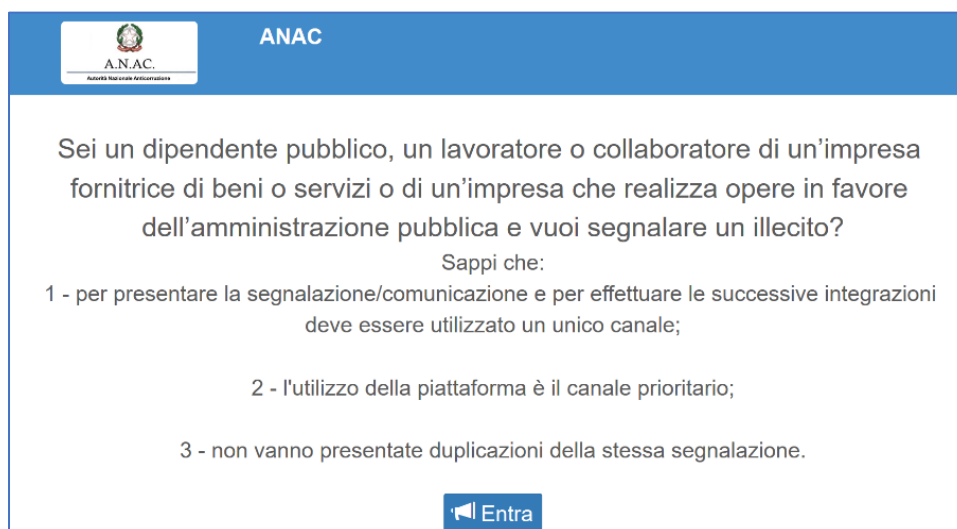 A.N.AC.
Autorità Nazionale Anticorruzione
ANAC
Sei un dipendente pubblico, un lavoratore o collaboratore di un’impresa
fornitrice di beni o servizi o di un’impresa che realizza opere in favore
dell’amministrazione pubblica e vuoi segnalare un illecito?
Sappi che:
1 - per presentare la segnalazione/comunicazione e per effettuare le successive integrazioni
deve essere utilizzato un unico canale;
2 - l'utilizzo della piattaforma è il canale prioritario;
3 - non vanno presentate duplicazioni della stessa segnalazione.
Entra